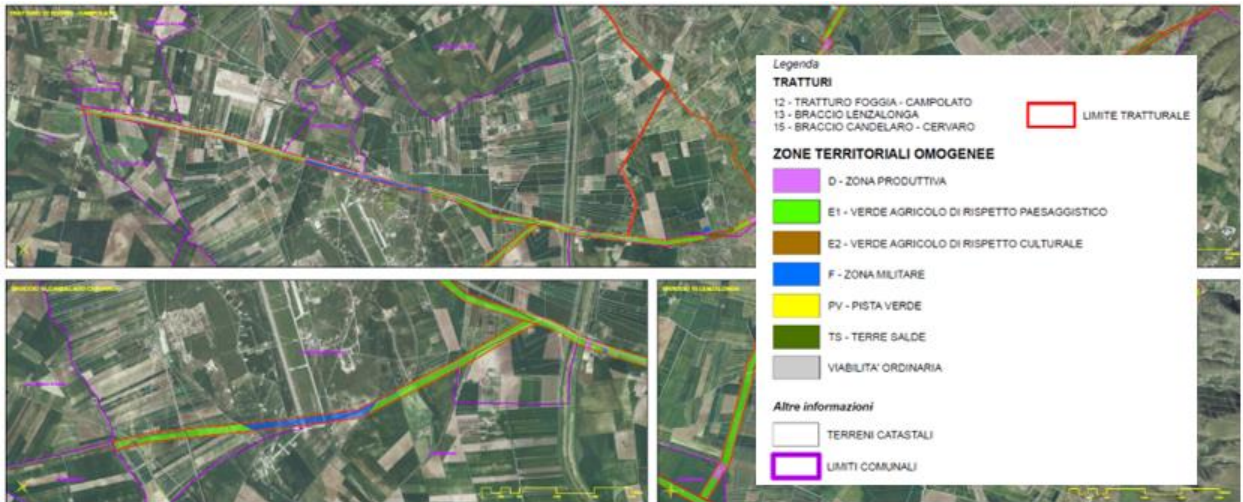 Legenda
TRATTURI
12 - TRATTURO FOGGIA - CAMPOLATO
13 - BRACCIO LENZALONGA
15 - BRACCIO CANDELARO - CERVARO
LIMITE TRATTURALE
ZONE TERRITORIALI OMOGENEE
D - ZONA PRODUTTIVA
E1 - VERDE AGRICOLO DI RISPETTO PAESAGGISTICO
E2 - VERDE AGRICOLO DI RISPETTO CULTURALE
F - ZONA MILITARE
PV - PISTA VERDE
TS - TERRE SALDE
VIABILITA' ORDINARIA
Altre informazioni
TERRENI CATASTALI
LIMITI COMUNALI